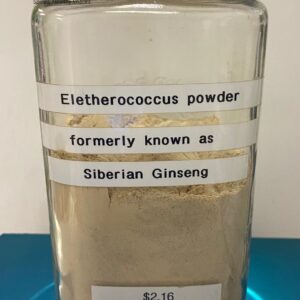 Eletherococcus powder
formerly known as
Siberian Ginseng
$2.16